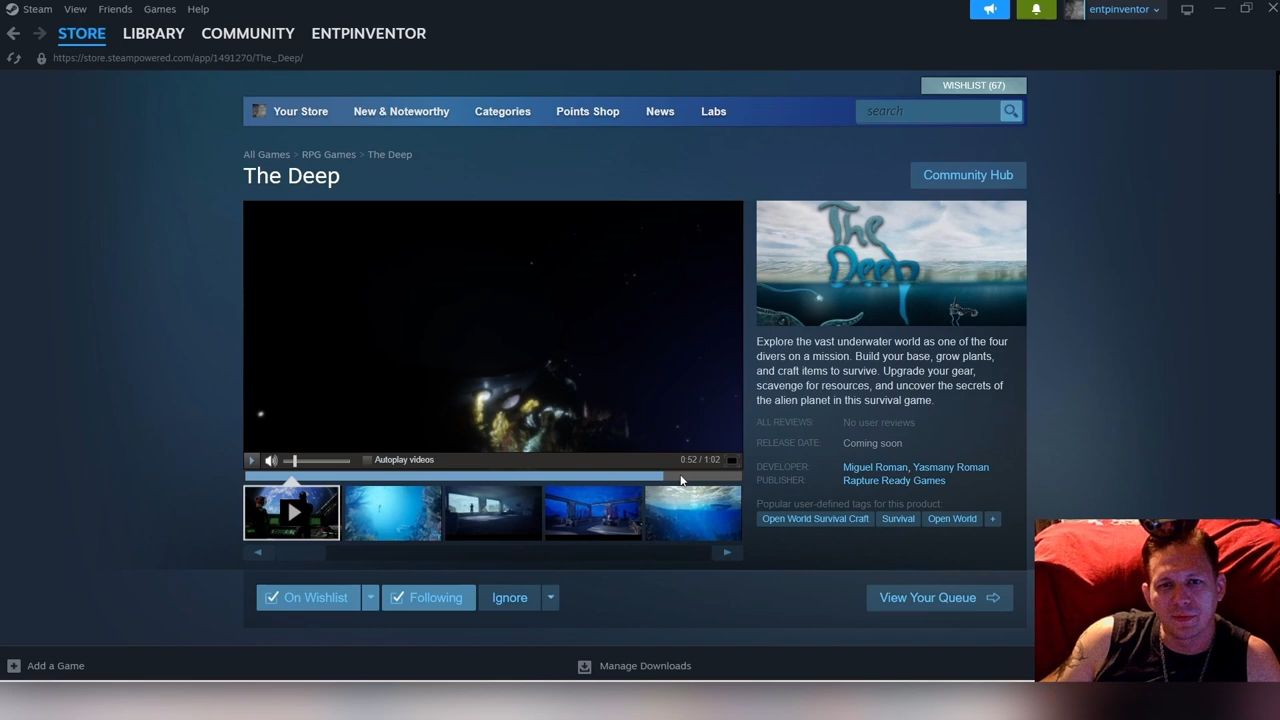 Steam View Friends Games Help
entpinventor
STORE LIBRARY COMMUNITY ENTPINVENTOR
https://store.steampowered.com/app/1491270/The_Deep/
WISHLIST (67)
Your Store New & Noteworthy Categories Points Shop News Labs
search
All Games > RPG Games > The Deep
The Deep
Community Hub
The
Deep
Explore the vast underwater world as one of the four
divers on a mission. Build your base, grow plants,
and craft items to survive. Upgrade your gear,
scavenge for resources, and uncover the secrets of
the alien planet in this survival game.
ALL REVIEWS: No user reviews
RELEASE DATE: Coming soon
DEVELOPER: Miguel Roman, Yasmany Roman
PUBLISHER: Rapture Ready Games
Popular user-defined tags for this product:
Open World Survival Craft Survival Open World +
Autoplay videos
0:52 / 1:02
On Wishlist Following Ignore
View Your Queue
Add a Game
Manage Downloads